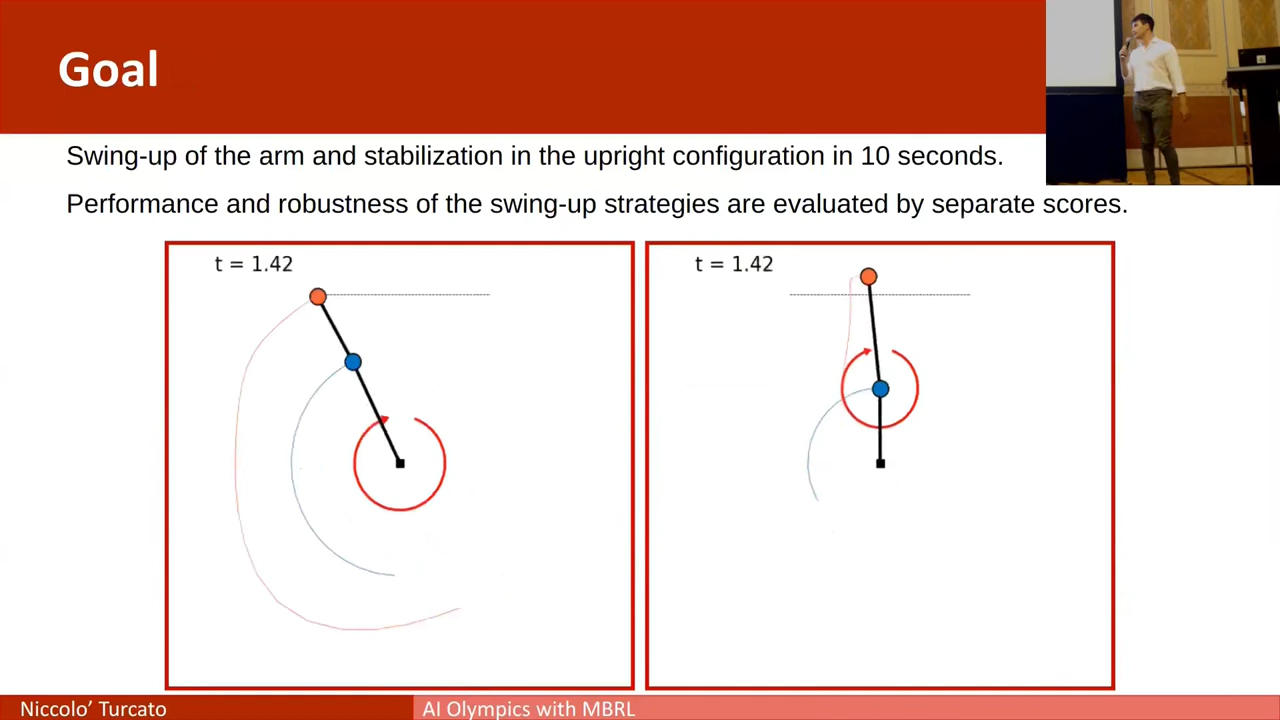 Goal
Swing-up of the arm and stabilization in the upright configuration in 10 seconds.
Performance and robustness of the swing-up strategies are evaluated by separate scores.
t = 1.42
t = 1.42
Niccolo’ Turcato
AI Olympics with MBRL